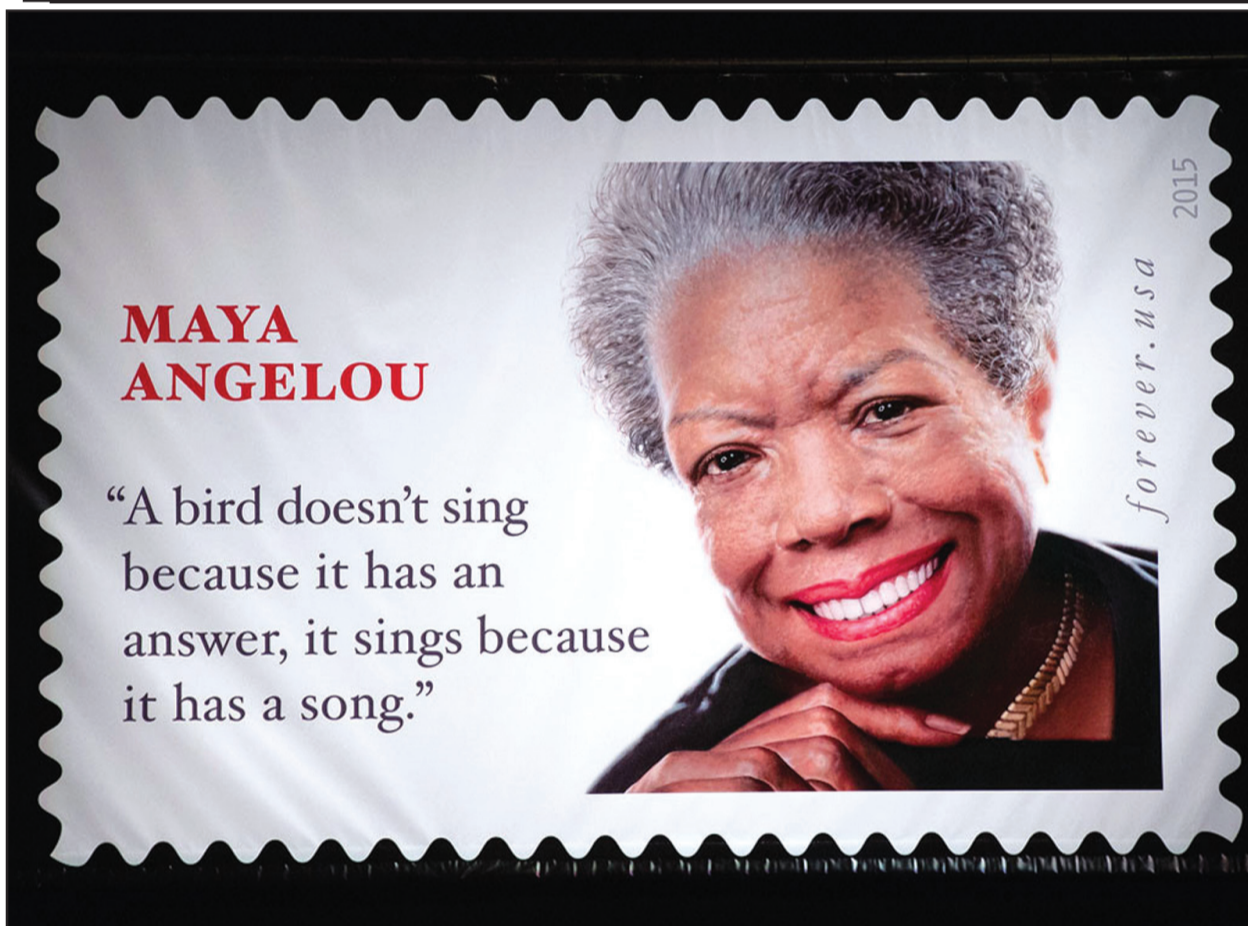 MAYA
ANGELOU
“A bird doesn’t sing
because it has an
answer, it sings because
it has a song.”
forever.usa
2015